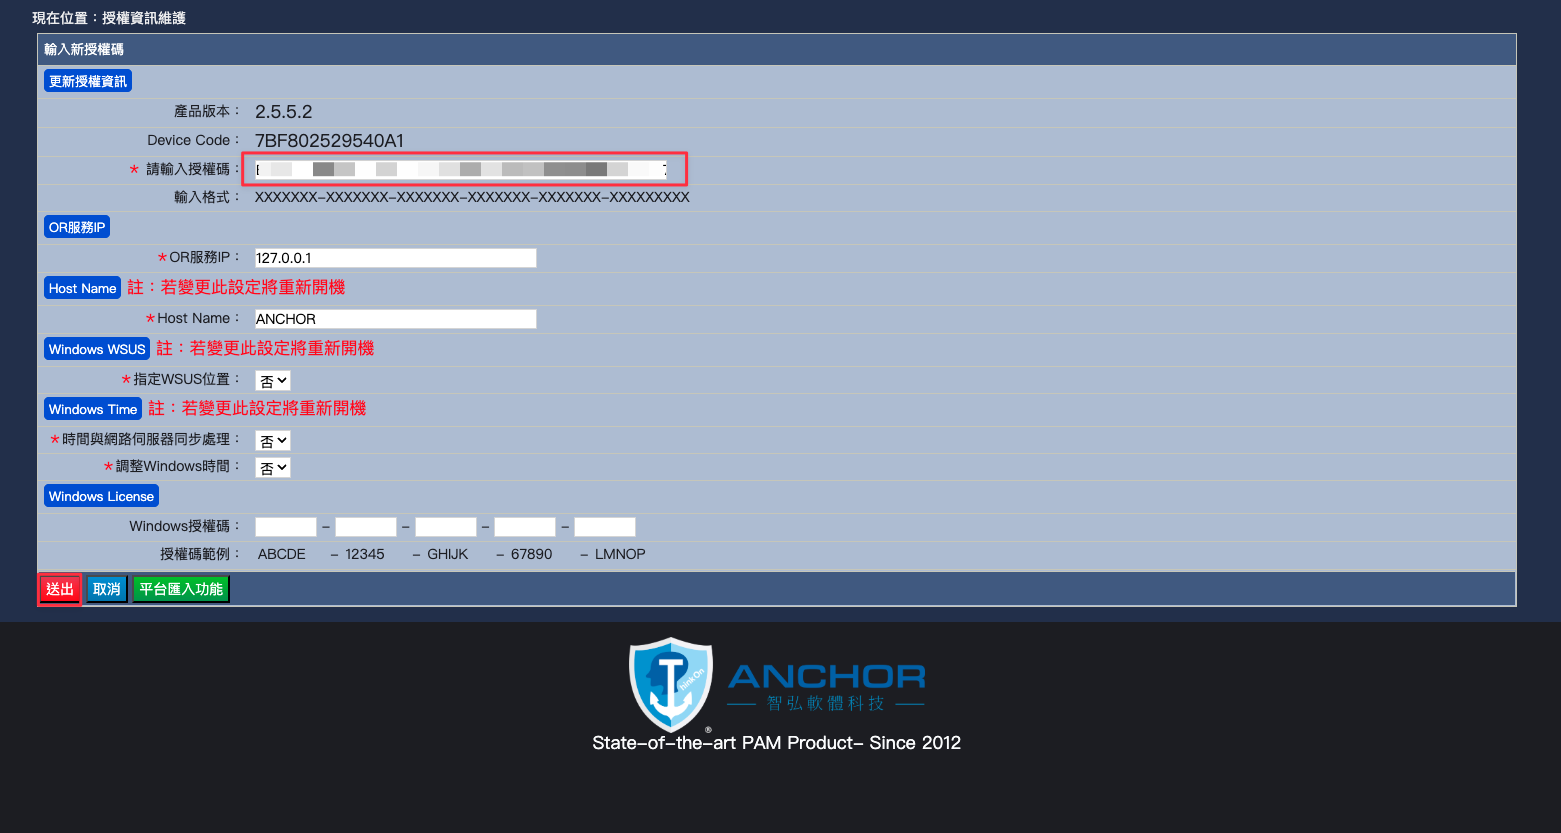 現在位置：授權資訊維護
輸入新授權碼
更新授權資訊
產品版本： 2.5.5.2
Device Code： 7BF802529540A1
* 請輸入授權碼：
輸入格式： XXXXXXX-XXXXXXX-XXXXXXX-XXXXXXX-XXXXXXX-XXXXXXXXX
OR服務IP
*OR服務IP： 127.0.0.1
Host Name 註：若變更此設定將重新開機
*Host Name： ANCHOR
Windows WSUS 註：若變更此設定將重新開機
*指定WSUS位置： 否
Windows Time 註：若變更此設定將重新開機
*時間與網路伺服器同步處理： 否
*調整Windows時間： 否
Windows License
Windows授權碼： - - - -
授權碼範例： ABCDE - 12345 - GHIJK - 67890 - LMNOP
送出 取消 平台匯入功能
Think On
ANCHOR
智弘軟體科技
®
State-of-the-art PAM Product- Since 2012